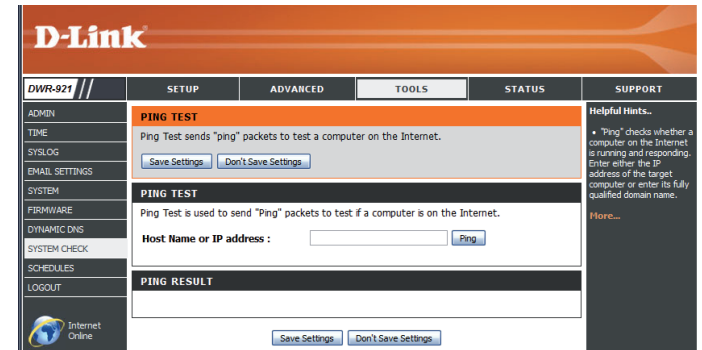 D-Link
DWR-921
SETUP
ADVANCED
TOOLS
STATUS
SUPPORT
ADMIN
TIME
SYSLOG
EMAIL SETTINGS
SYSTEM
FIRMWARE
DYNAMIC DNS
SYSTEM CHECK
SCHEDULES
LOGOUT
Internet
Online
PING TEST
Ping Test sends "ping" packets to test a computer on the Internet.
Save Settings
Don't Save Settings
PING TEST
Ping Test is used to send "Ping" packets to test if a computer is on the Internet.
Host Name or IP address :
Ping
PING RESULT
Save Settings
Don't Save Settings
Helpful Hints..
• "Ping" checks whether a
computer on the Internet
is running and responding.
Enter either the IP
address of the target
computer or enter its fully
qualified domain name.
More...